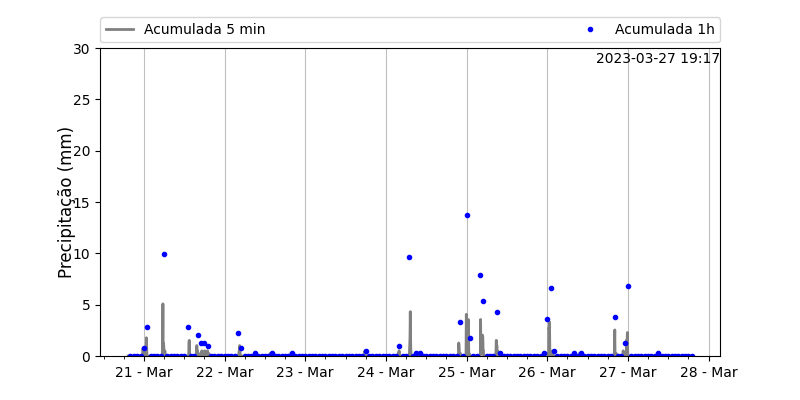 Acumulada 5 min
Acumulada 1h
2023-03-27 19:17
Precipitação (mm)
30
25
20
15
10
5
0
21 - Mar
22 - Mar
23 - Mar
24 - Mar
25 - Mar
26 - Mar
27 - Mar
28 - Mar